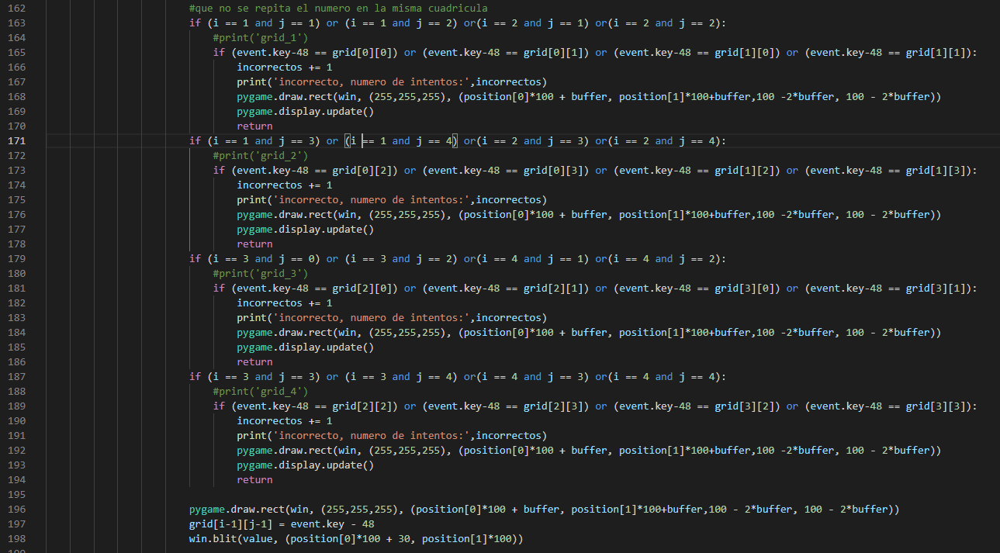 162 #que no se repita el numero en la misma cuadricula
163 if (i == 1 and j == 1) or (i == 1 and j == 2) or(i == 2 and j == 1) or(i == 2 and j == 2):
164 #print('grid_1')
165 if (event.key-48 == grid[0][0]) or (event.key-48 == grid[0][1]) or (event.key-48 == grid[1][0]) or (event.key-48 == grid[1][1]):
166 incorrectos += 1
167 print('incorrecto, numero de intentos:',incorrectos)
168 pygame.draw.rect(win, (255,255,255), (position[0]*100 + buffer, position[1]*100+buffer,100 -2*buffer, 100 - 2*buffer))
169 pygame.display.update()
170 return
171 if (i == 1 and j == 3) or (i == 1 and j == 4) or(i == 2 and j == 3) or(i == 2 and j == 4):
172 #print('grid_2')
173 if (event.key-48 == grid[0][2]) or (event.key-48 == grid[0][3]) or (event.key-48 == grid[1][2]) or (event.key-48 == grid[1][3]):
174 incorrectos += 1
175 print('incorrecto, numero de intentos:',incorrectos)
176 pygame.draw.rect(win, (255,255,255), (position[0]*100 + buffer, position[1]*100+buffer,100 -2*buffer, 100 - 2*buffer))
177 pygame.display.update()
178 return
179 if (i == 3 and j == 0) or (i == 3 and j == 2) or(i == 4 and j == 1) or(i == 4 and j == 2):
180 #print('grid_3')
181 if (event.key-48 == grid[2][0]) or (event.key-48 == grid[2][1]) or (event.key-48 == grid[3][0]) or (event.key-48 == grid[3][1]):
182 incorrectos += 1
183 print('incorrecto, numero de intentos:',incorrectos)
184 pygame.draw.rect(win, (255,255,255), (position[0]*100 + buffer, position[1]*100+buffer,100 -2*buffer, 100 - 2*buffer))
185 pygame.display.update()
186 return
187 if (i == 3 and j == 3) or (i == 3 and j == 4) or(i == 4 and j == 3) or(i == 4 and j == 4):
188 #print('grid_4')
189 if (event.key-48 == grid[2][2]) or (event.key-48 == grid[2][3]) or (event.key-48 == grid[3][2]) or (event.key-48 == grid[3][3]):
190 incorrectos += 1
191 print('incorrecto, numero de intentos:',incorrectos)
192 pygame.draw.rect(win, (255,255,255), (position[0]*100 + buffer, position[1]*100+buffer,100 -2*buffer, 100 - 2*buffer))
193 pygame.display.update()
194 return
195
196 pygame.draw.rect(win, (255,255,255), (position[0]*100 + buffer, position[1]*100+buffer,100 - 2*buffer, 100 - 2*buffer))
197 grid[i-1][j-1] = event.key - 48
198 win.blit(value, (position[0]*100 + 30, position[1]*100))